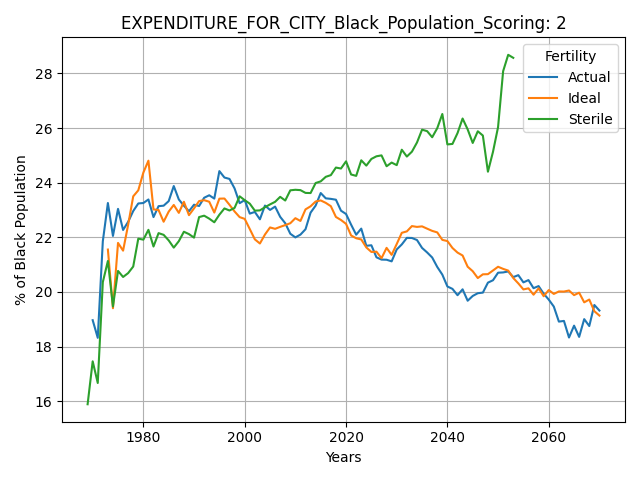 EXPENDITURE_FOR_CITY_Black_Population_Scoring: 2
Fertility
Actual
Ideal
Sterile
% of Black Population
28
26
24
22
20
18
16
1980
2000
2020
2040
2060
Years